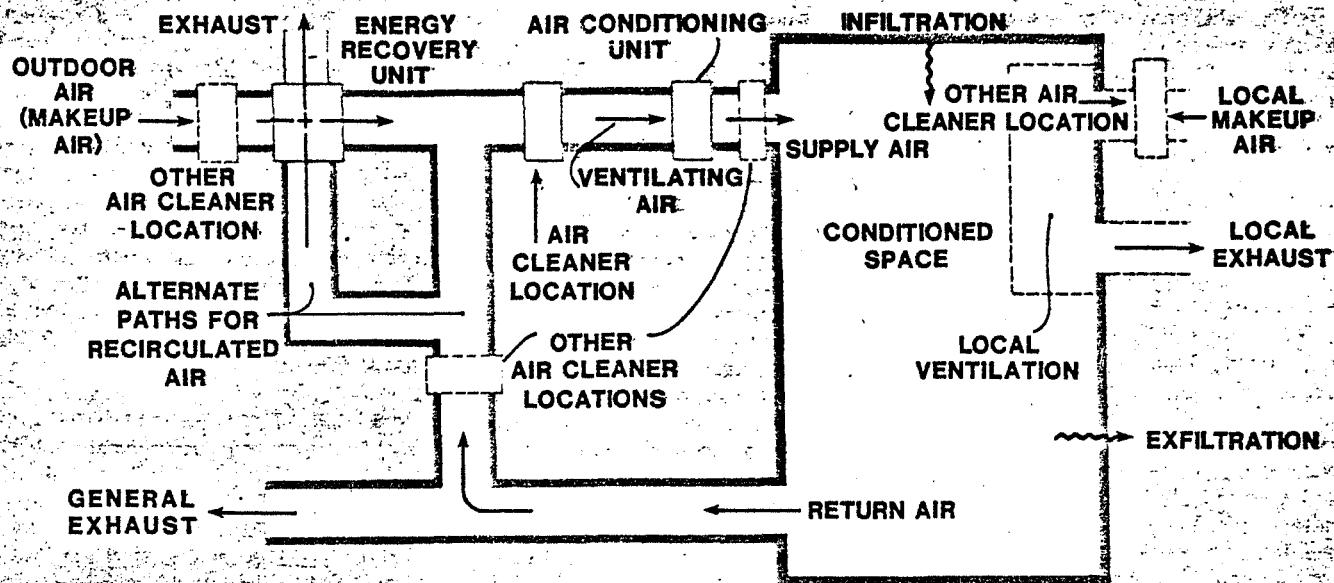 EXHAUST
ENERGY
RECOVERY
UNIT
AIR CONDITIONING
UNIT
INFILTRATION
OUTDOOR
AIR
(MAKEUP
AIR)
OTHER AIR
CLEANER LOCATION
LOCAL
MAKEUP
AIR
SUPPLY AIR
OTHER
AIR CLEANER
LOCATION
VENTILATING
AIR
AIR
CLEANER
LOCATION
CONDITIONED
SPACE
LOCAL
EXHAUST
ALTERNATE
PATHS FOR
RECIRCULATED
AIR
OTHER
AIR CLEANER
LOCATIONS
LOCAL
VENTILATION
EXFILTRATION
GENERAL
EXHAUST
RETURN AIR